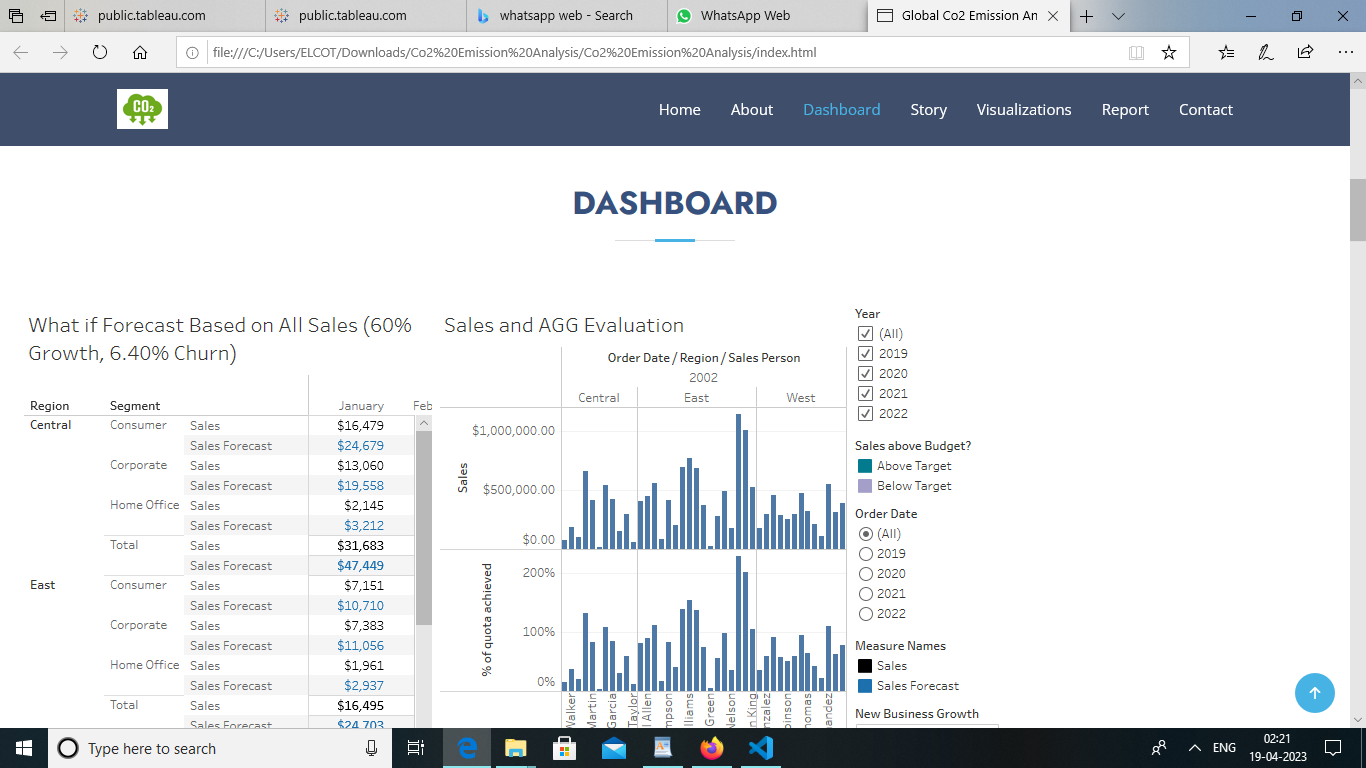 public.tableau.com
public.tableau.com
whatsapp web - Search
WhatsApp Web
Global Co2 Emission An
file:///C:/Users/ELCOT/Downloads/Co2%20Emission%20Analysis/Co2%20Emission%20Analysis/index.html
CO2
Home
About
Dashboard
Story
Visualizations
Report
Contact
DASHBOARD
What if Forecast Based on All Sales (60%
Growth, 6.40% Churn)
Region Segment January Feb
Central Consumer Sales $16,479
Sales Forecast $24,679
Corporate Sales $13,060
Sales Forecast $19,558
Home Office Sales $2,145
Sales Forecast $3,212
Total Sales $31,683
Sales Forecast $47,449
East Consumer Sales $7,151
Sales Forecast $10,710
Corporate Sales $7,383
Sales Forecast $11,056
Home Office Sales $1,961
Sales Forecast $2,937
Total Sales $16,495
Sales Forecast $24,703
Sales and AGG Evaluation
Order Date / Region / Sales Person
2002
Central East West
Sales
$1,000,000.00
$500,000.00
$0.00
% of quota achieved
200%
100%
0%
Walker
Martin
Garcia
Taylor
l Allen
mpson
lliams
Green
Nelson
n King
nzalez
binson
homas
nandez
Year
(All)
2019
2020
2021
2022
Sales above Budget?
Above Target
Below Target
Order Date
(All)
2019
2020
2021
2022
Measure Names
Sales
Sales Forecast
New Business Growth
Type here to search
ENG
02:21
19-04-2023